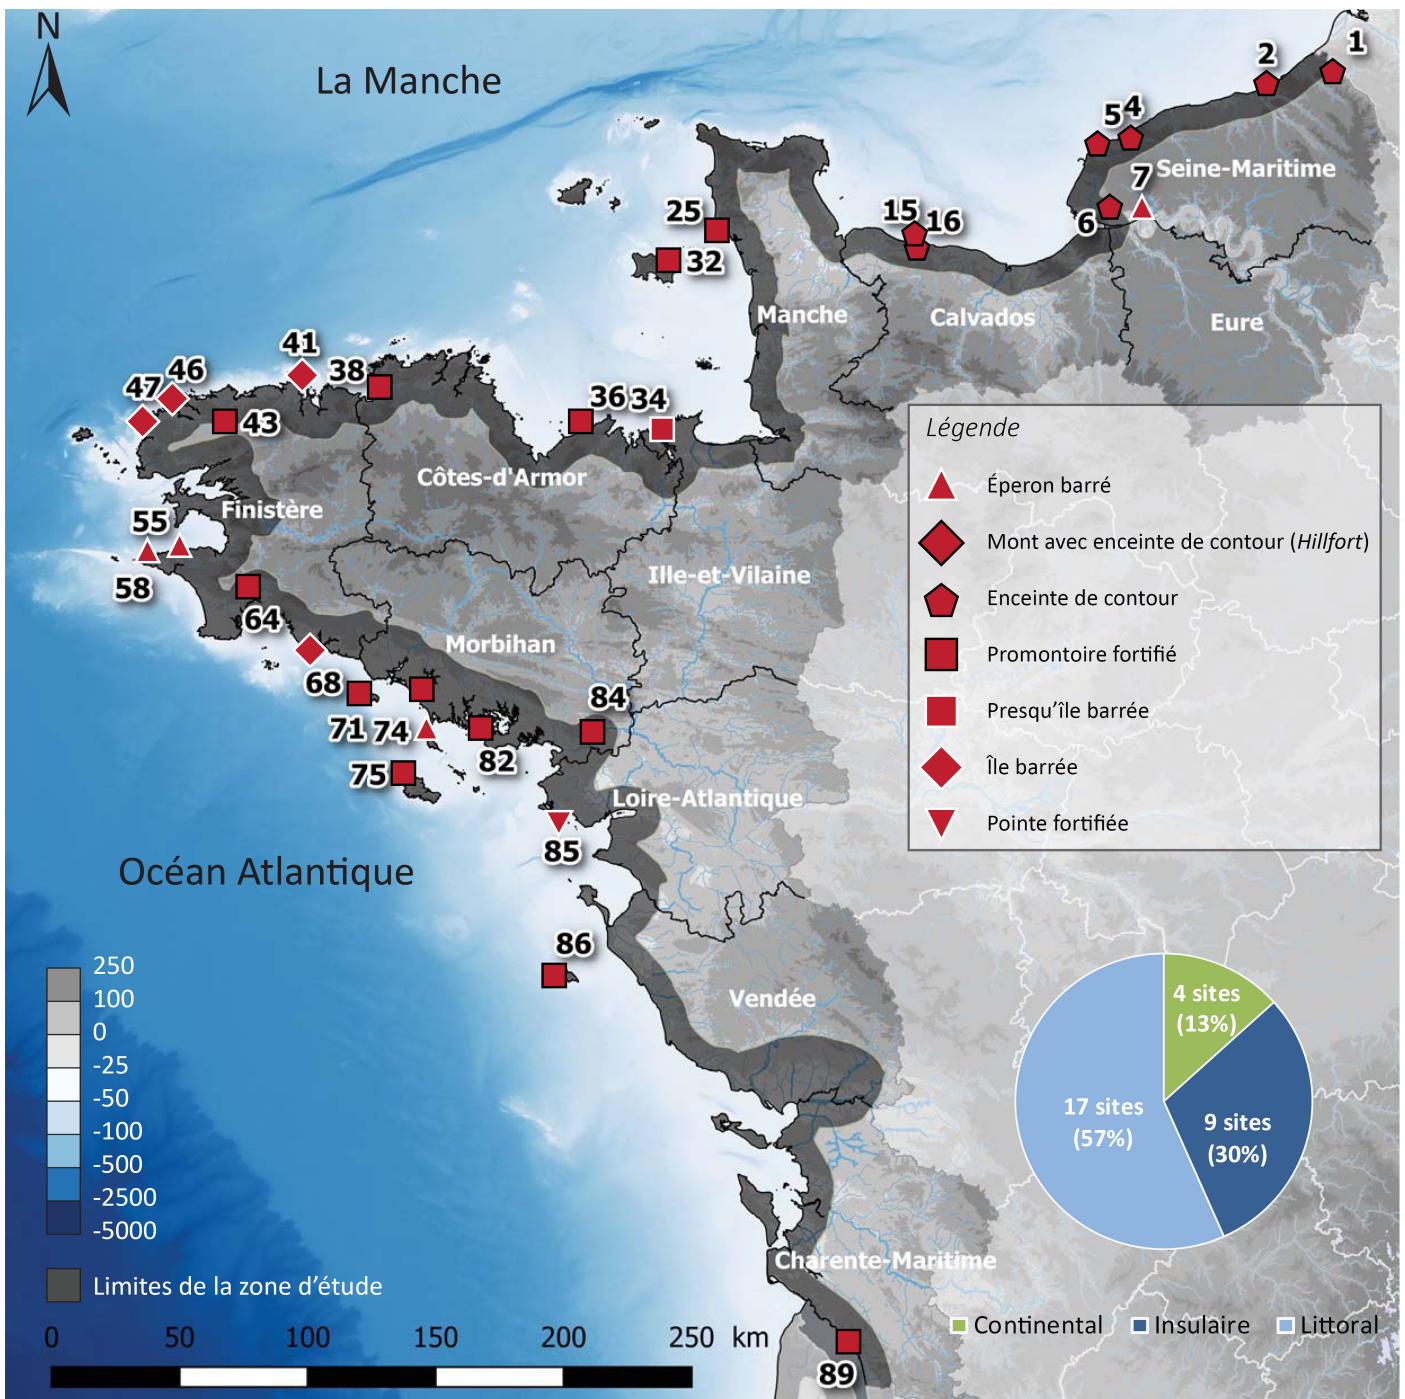 N
La Manche
1
2
5
4
7
Seine-Maritime
6
15
16
25
32
Manche
Calvados
Eure
41
38
46
47
43
36
34
Côtes-d'Armor
Finistère
55
58
64
Ille-et-Vilaine
Morbihan
68
71
74
75
82
84
Loire-Atlantique
85
86
Océan Atlantique
Vendée
Charente-Maritime
89
Légende
Éperon barré
Mont avec enceinte de contour (Hillfort)
Enceinte de contour
Promontoire fortifié
Presqu'île barrée
Île barrée
Pointe fortifiée
4 sites
(13%)
9 sites
(30%)
17 sites
(57%)
Continental
Insulaire
Littoral
250
100
0
-25
-50
-100
-500
-2500
-5000
Limites de la zone d'étude
0 50 100 150 200 250 km